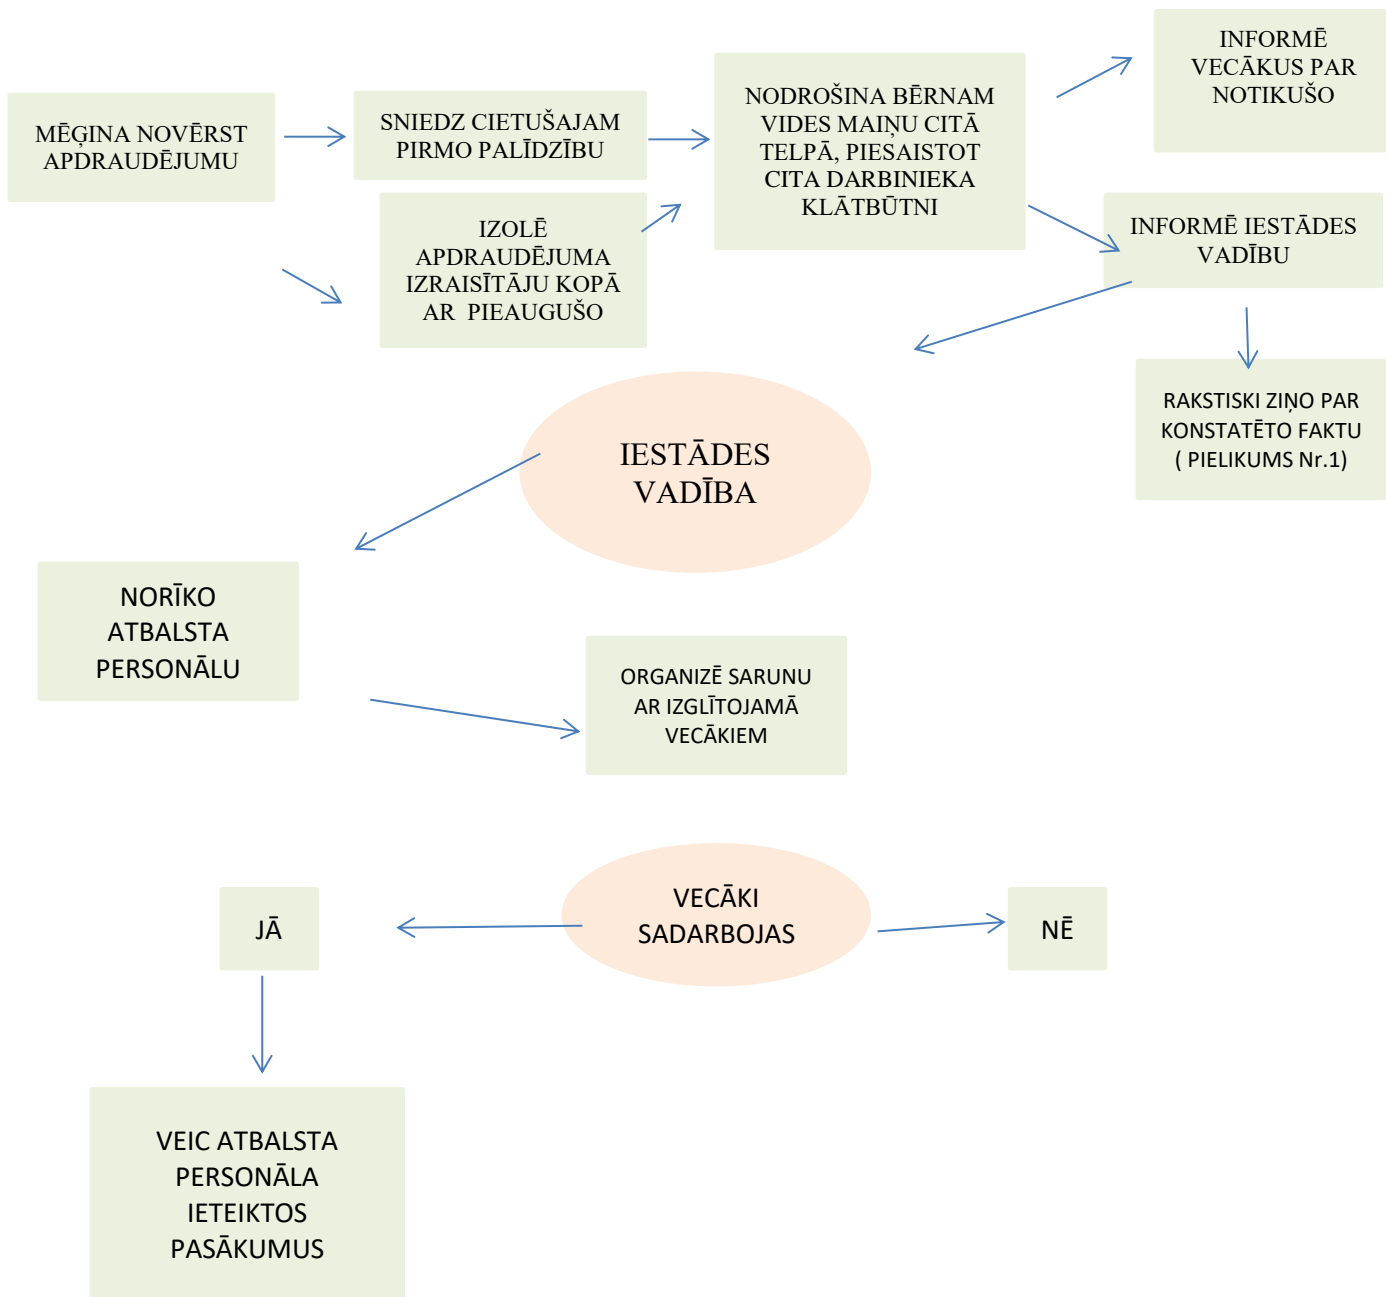 MĒĢINA NOVĒRST
APDRAUDĒJUMU
SNIEDZ CIETUŠAJAM
PIRMO PALĪDZĪBU
IZOLĒ
APDRAUDĒJUMA
IZRAISĪTĀJU KOPĀ
AR PIEAUGUŠO
NODROŠINA BĒRNAM
VIDES MAIŅU CITĀ
TELPĀ, PIESAISTOT
CITA DARBINIEKA
KLĀTBŪTNI
INFORMĒ
VECĀKUS PAR
NOTIKUŠO
INFORMĒ IESTĀDES
VADĪBU
RAKSTISKI ZIŅO PAR
KONSTATĒTO FAKTU
( PIELIKUMS Nr.1)
IESTĀDES
VADĪBA
NORĪKO
ATBALSTA
PERSONĀLU
ORGANIZĒ SARUNU
AR IZGLĪTOJAMĀ
VECĀKIEM
VECĀKI
SADARBOJAS
JĀ
NĒ
VEIC ATBALSTA
PERSONĀLA
IETEIKTOS
PASĀKUMUS